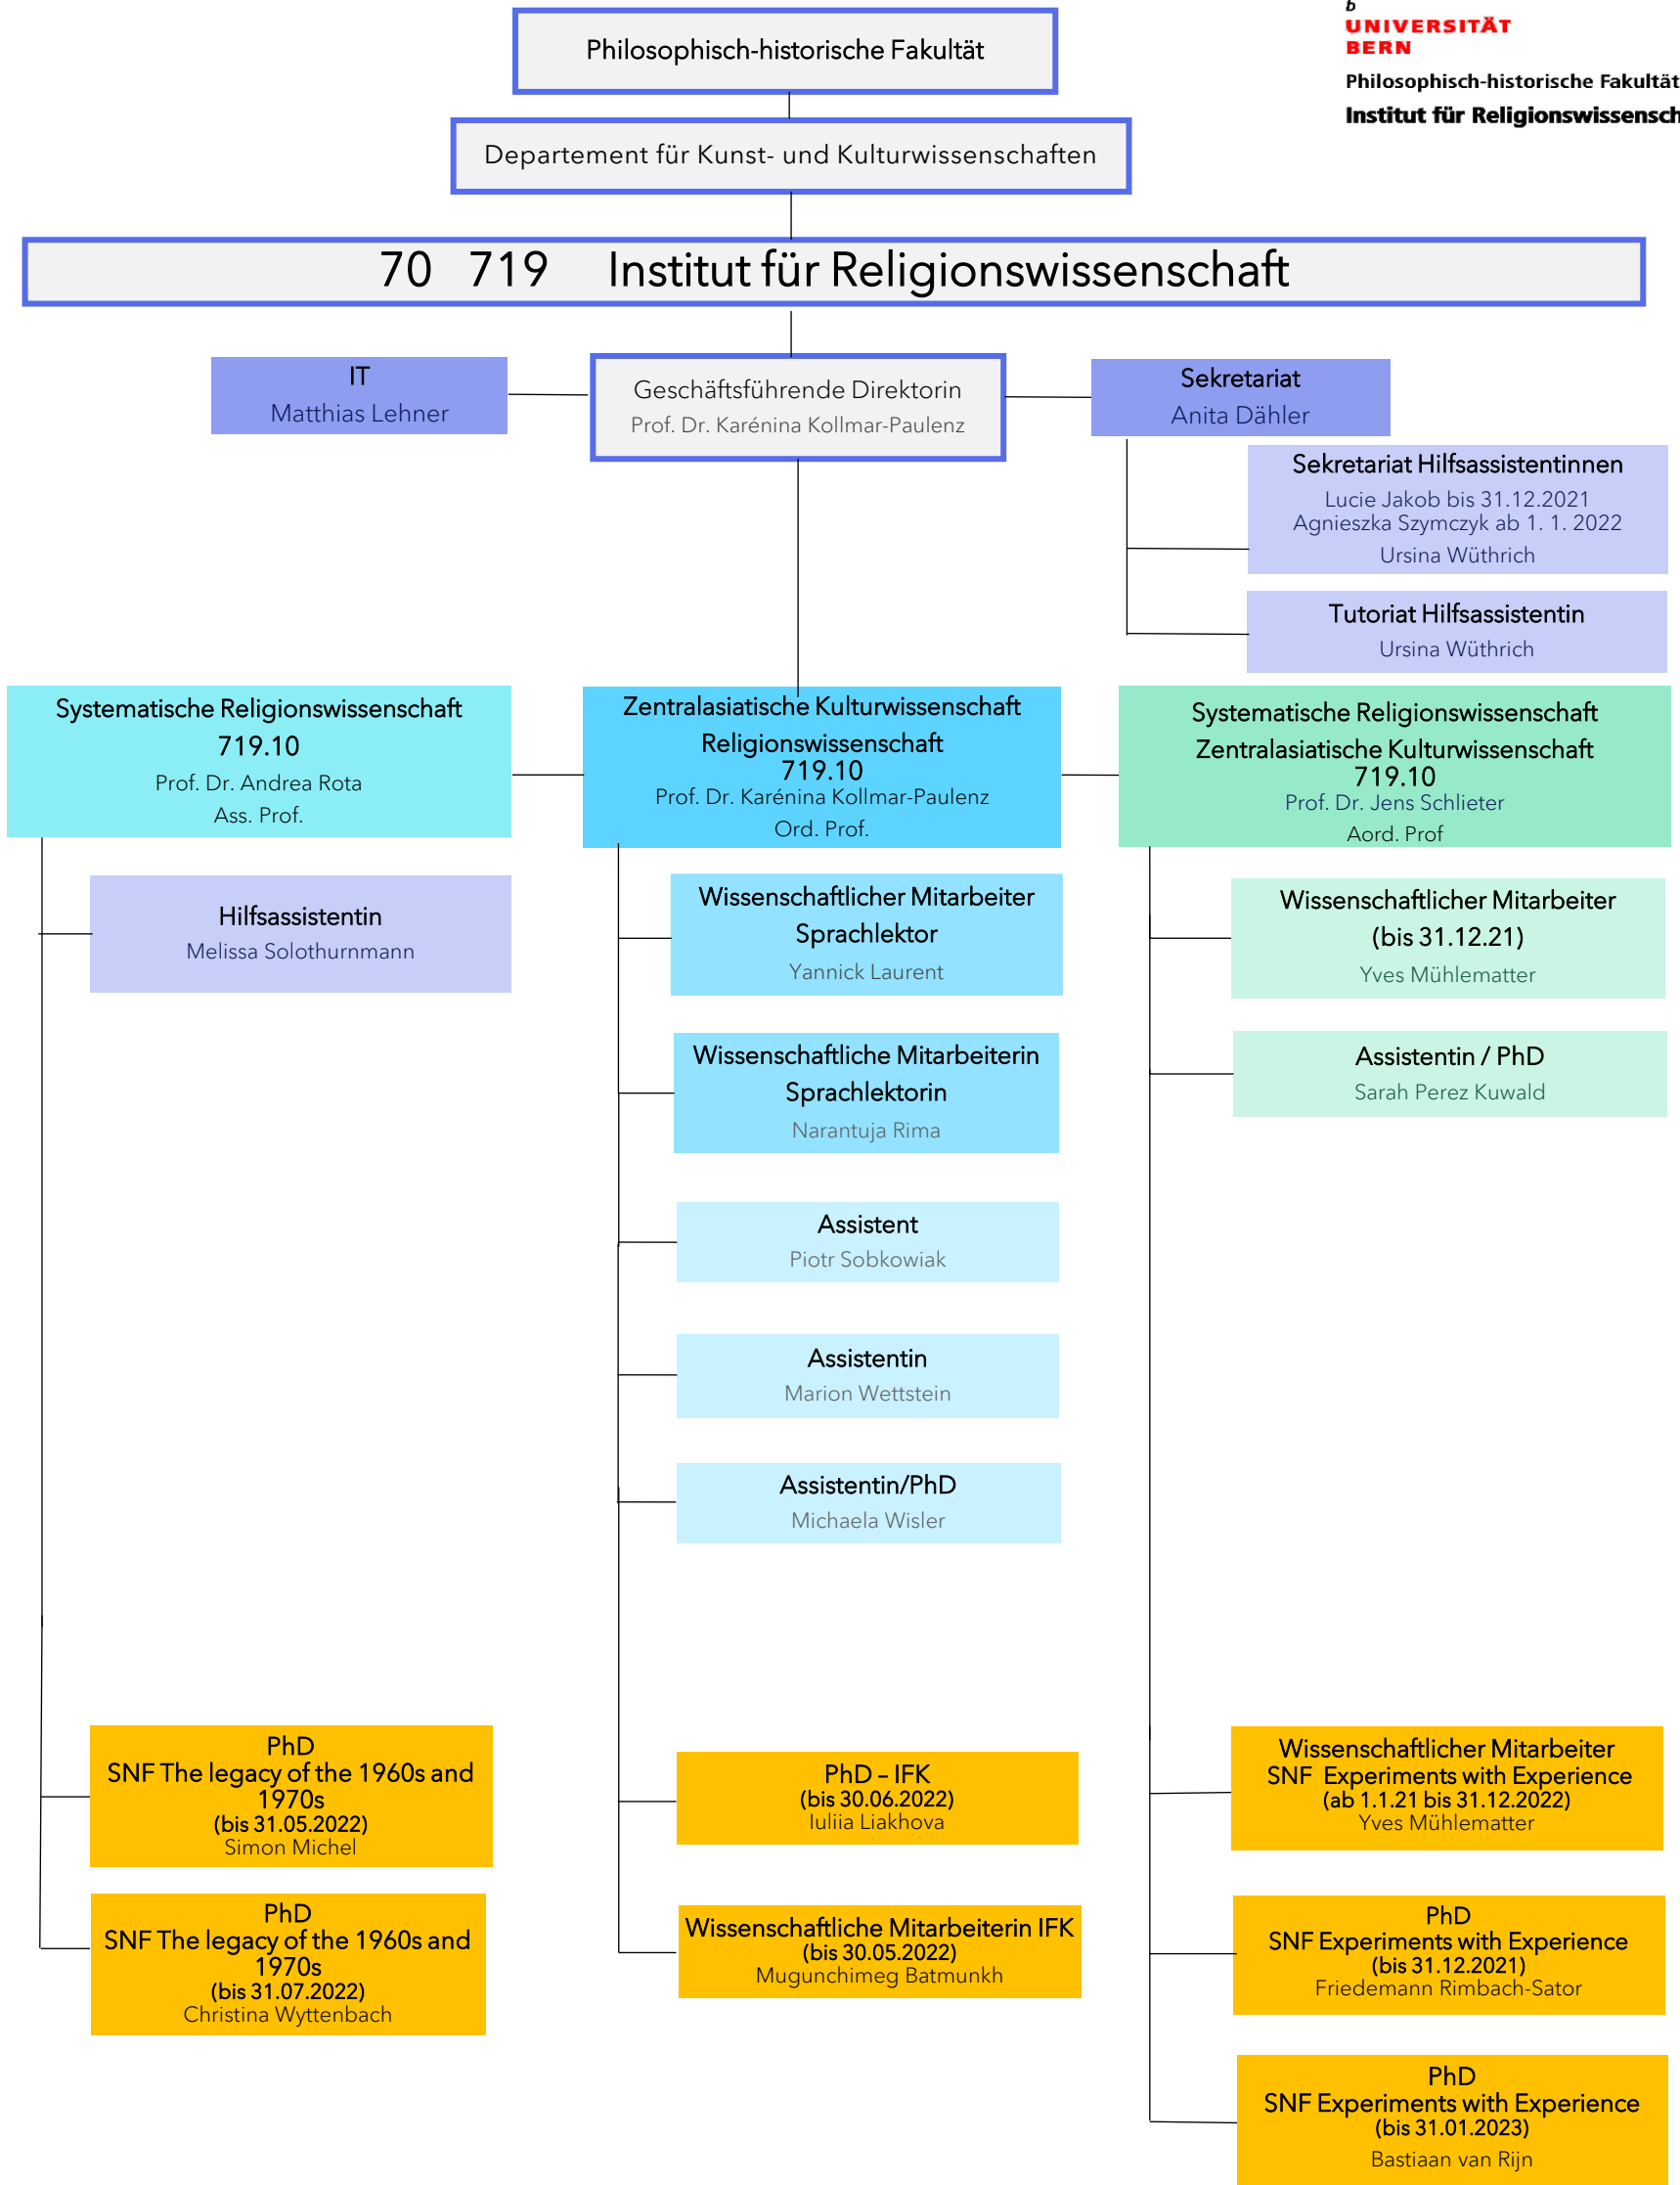 b
UNIVERSITÄT
BERN
Philosophisch-historische Fakultät
Institut für Religionswissensch
Philosophisch-historische Fakultät
Departement für Kunst- und Kulturwissenschaften
70 719 Institut für Religionswissenschaft
IT
Matthias Lehner
Geschäftsführende Direktorin
Prof. Dr. Karénina Kollmar-Paulenz
Sekretariat
Anita Dähler
Sekretariat Hilfsassistentinnen
Lucie Jakob bis 31.12.2021
Agnieszka Szymczyk ab 1. 1. 2022
Ursina Wüthrich
Tutoriat Hilfsassistentin
Ursina Wüthrich
Systematische Religionswissenschaft
719.10
Prof. Dr. Andrea Rota
Ass. Prof.
Zentralasiatische Kulturwissenschaft
Religionswissenschaft
719.10
Prof. Dr. Karénina Kollmar-Paulenz
Ord. Prof.
Systematische Religionswissenschaft
Zentralasiatische Kulturwissenschaft
719.10
Prof. Dr. Jens Schlieter
Aord. Prof
Hilfsassistentin
Melissa Solothurnmann
Wissenschaftlicher Mitarbeiter
Sprachlektor
Yannick Laurent
Wissenschaftliche Mitarbeiterin
Sprachlektorin
Narantuja Rima
Assistent
Piotr Sobkowiak
Assistentin
Marion Wettstein
Assistentin/PhD
Michaela Wisler
Wissenschaftlicher Mitarbeiter
(bis 31.12.21)
Yves Mühlematter
Assistentin / PhD
Sarah Perez Kuwald
PhD
SNF The legacy of the 1960s and
1970s
(bis 31.05.2022)
Simon Michel
PhD
SNF The legacy of the 1960s and
1970s
(bis 31.07.2022)
Christina Wyttenbach
PhD – IFK
(bis 30.06.2022)
Iuliia Liakhova
Wissenschaftliche Mitarbeiterin IFK
(bis 30.05.2022)
Mugunchimeg Batmunkh
Wissenschaftlicher Mitarbeiter
SNF Experiments with Experience
(ab 1.1.21 bis 31.12.2022)
Yves Mühlematter
PhD
SNF Experiments with Experience
(bis 31.12.2021)
Friedemann Rimbach-Sator
PhD
SNF Experiments with Experience
(bis 31.01.2023)
Bastiaan van Rijn